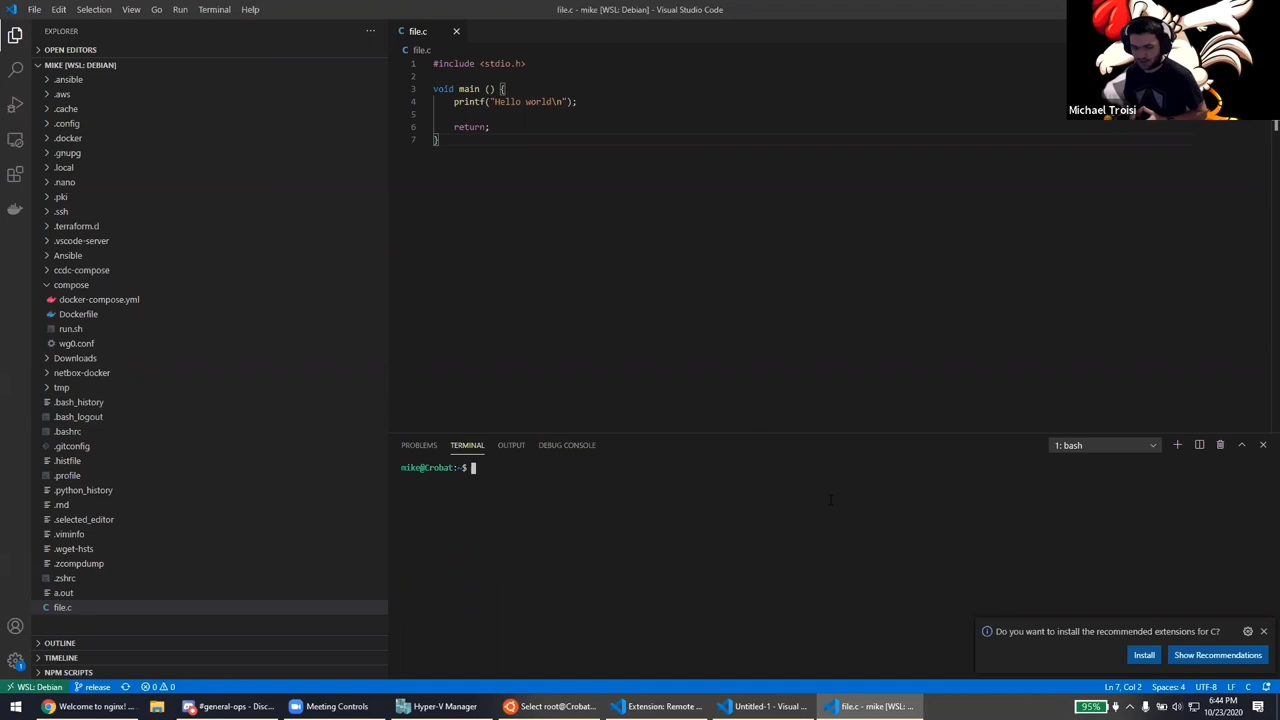 File Edit Selection View Run Go Run Terminal Help
file.c - mike [WSL: Debian] - Visual Studio Code
EXPLORER
OPEN EDITORS
MIKE [WSL: DEBIAN]
.ansible
.aws
.cache
.config
.docker
.gnupg
.local
.nano
.pki
.ssh
.terraform.d
.vscode-server
Ansible
ccdc-compose
compose
docker-compose.yml
Dockerfile
run.sh
wg0.conf
Downloads
netbox-docker
tmp
.bash_history
.bash_logout
.bashrc
.gitconfig
.histfile
.profile
.python_history
.rnd
.selected_editor
.viminfo
.wget-hsts
.zcompdump
.zshrc
a.out
C file.c
OUTLINE
TIMELINE
NPM SCRIPTS
C file.c
C file.c
1 #include <stdio.h>
2
3 void main () {
4 printf("Hello world\n");
5
6 return;
7 }
Michael Troisi
PROBLEMS TERMINAL OUTPUT DEBUG CONSOLE
1: bash
mike@Crobat:~$
Do you want to install the recommended extensions for C?
Install Show Recommendations
1
WSL: Debian release 0 0
Ln 7, Col 2 Spaces: 4 UTF-8 LF C
Welcome to nginx! ... #general-ops - Disc... Meeting Controls Hyper-V Manager Select root@Crobat... Extension: Remote ... Untitled-1 - Visual ... file.c - mike [WSL: ...
95%
6:44 PM
10/23/2020